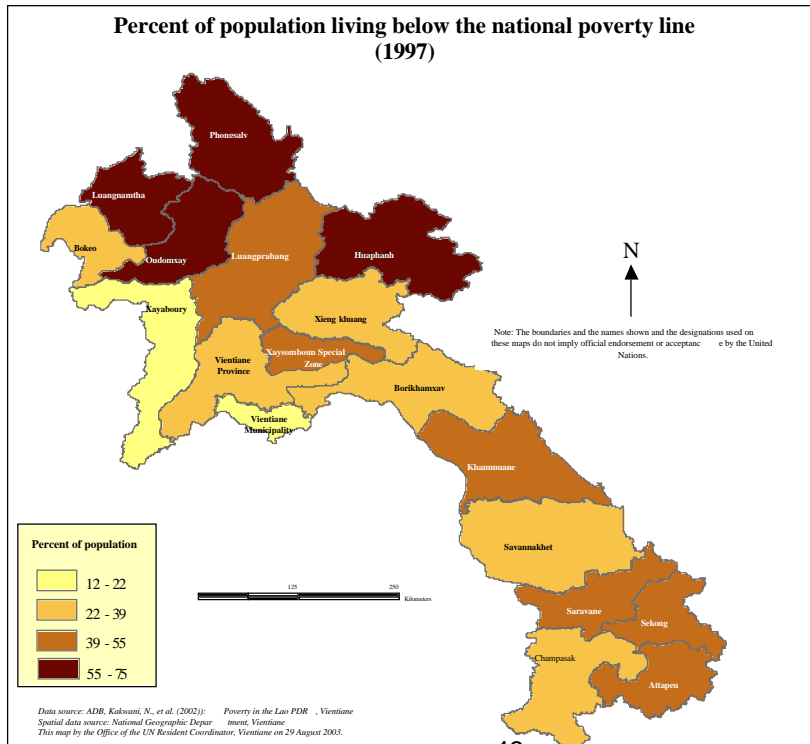 Percent of population living below the national poverty line
(1997)
Phongsaly
Luangnamtha
Bokeo
Oudomxay
Luangprabang
Huaphanh
N
Xayaboury
Xieng khuang
Note: The boundaries and the names shown and the designations used on
these maps do not imply official endorsement or acceptanc e by the United
Nations.
Vientiane
Province
Xaysomboun Special
Zone
Borikhamxay
Vientiane
Municipality
Khammuane
Savannakhet
Percent of population
12 - 22
22 - 39
39 - 55
55 - 75
125
250
Kilometers
Saravane
Sekong
Champasak
Attapeu
Data source: ADB, Kakwani, N., et al. (2002)): Poverty in the Lao PDR , Vientiane
Spatial data source: National Geographic Depar tment, Vientiane
This map by the Office of the UN Resident Coordinator, Vientiane on 29 August 2003.